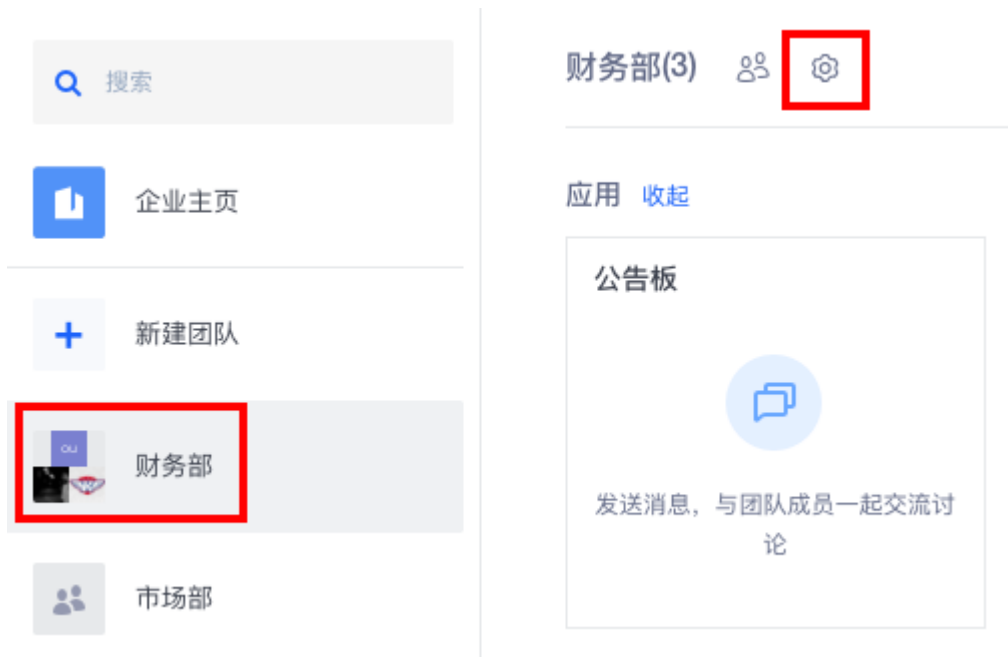 搜索
企业主页
新建团队
OU
财务部
市场部
财务部(3)
应用 收起
公告板
发送消息，与团队成员一起交流讨
论